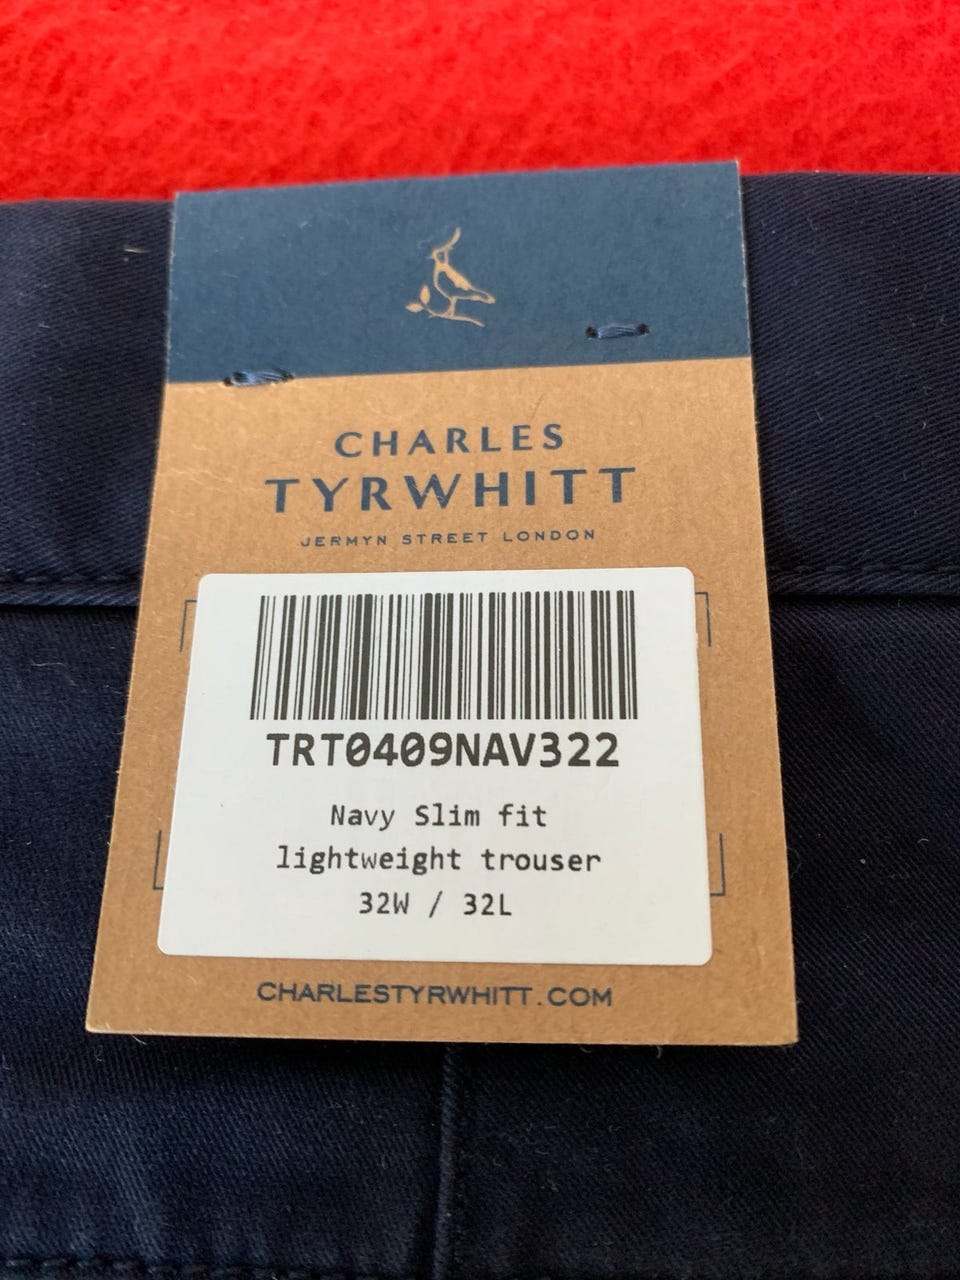 CHARLES
TYRWHITT
JERMYN STREET LONDON
TRT0409NAV322
Navy Slim fit
lightweight trouser
32W / 32L
CHARLESTYRWHITT.COM